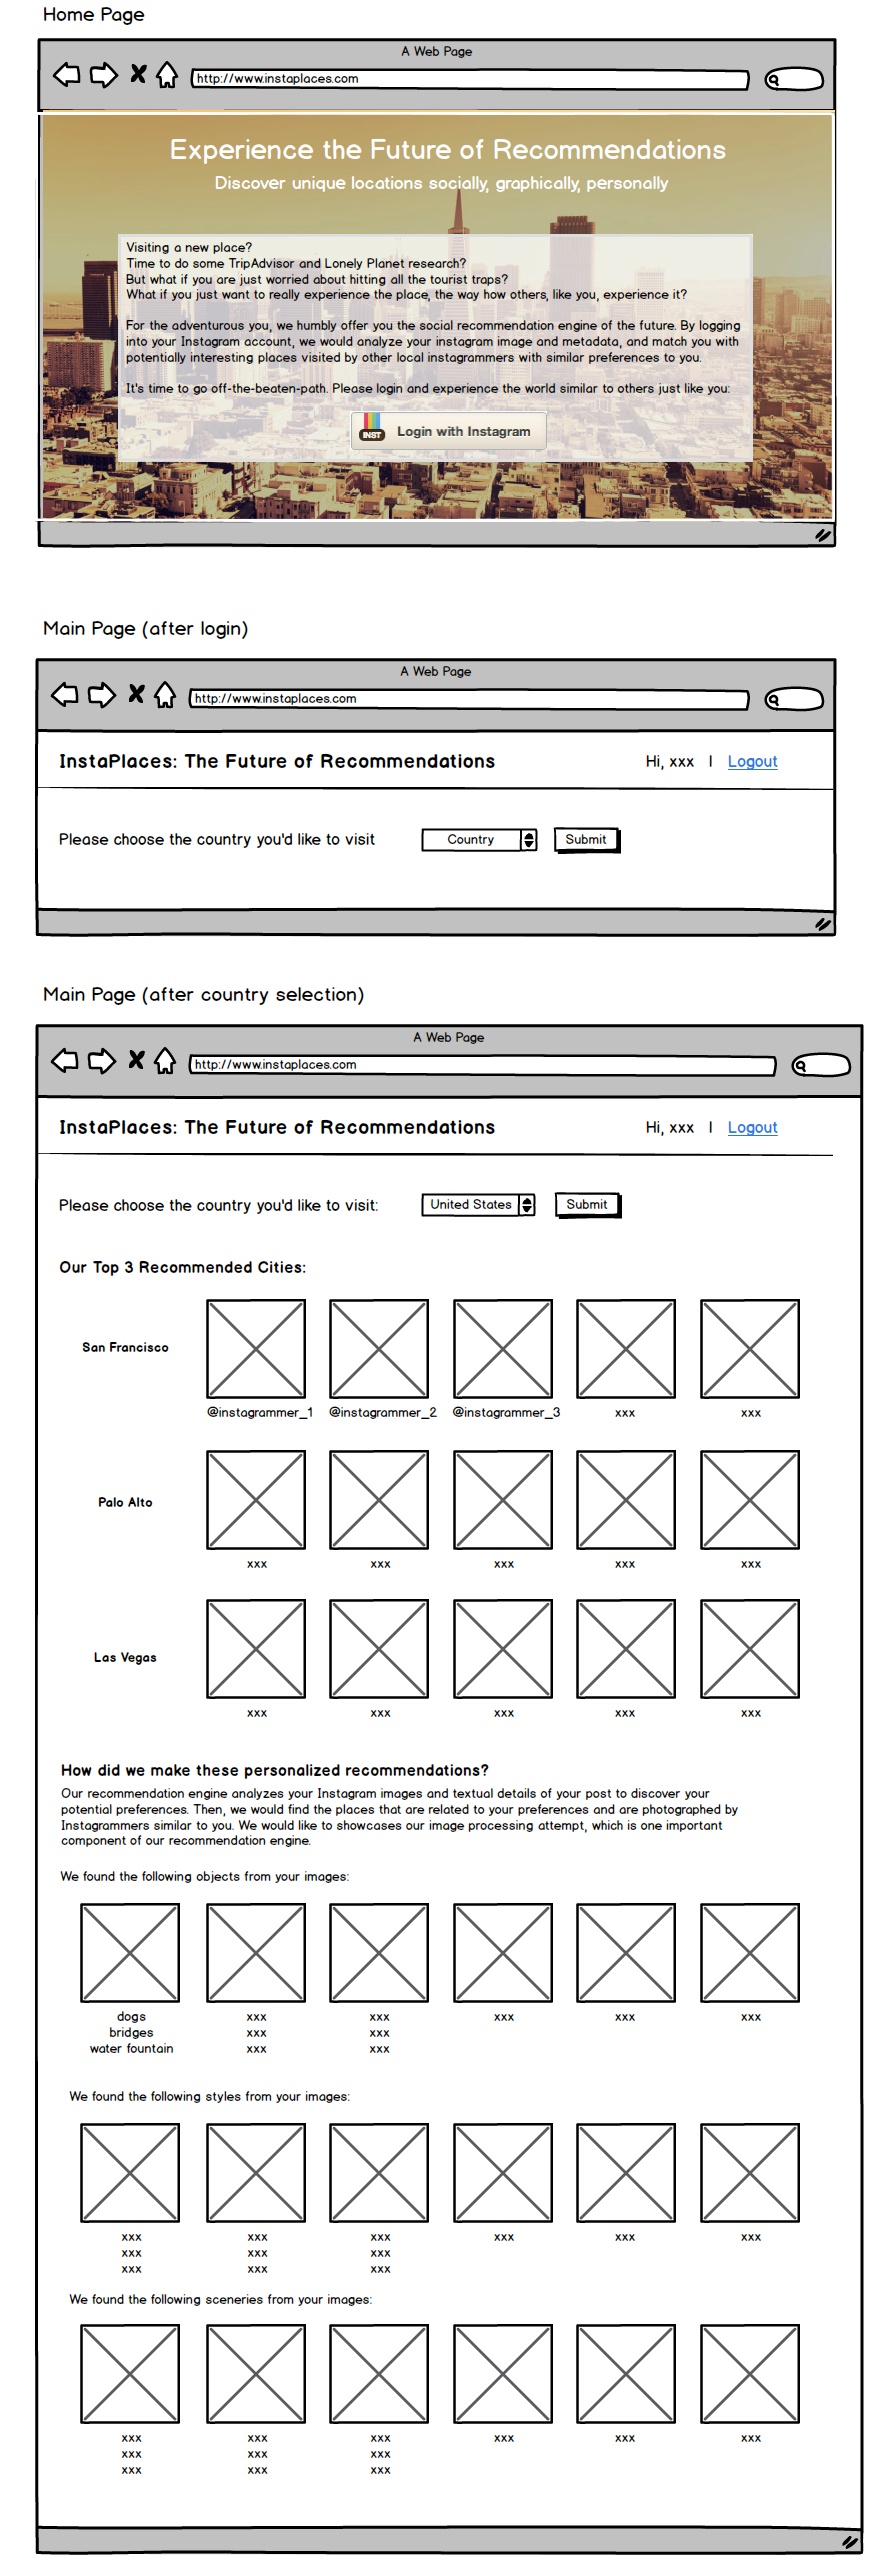 Home Page
A Web Page
http://www.instaplaces.com
Experience the Future of Recommendations
Discover unique locations socially, graphically, personally
Visiting a new place?
Time to do some TripAdvisor and Lonely Planet research?
But what if you are just worried about hitting all the tourist traps?
What if you just want to really experience the place, the way how others, like you, experience it?
For the adventurous you, we humbly offer you the social recommendation engine of the future. By logging
into your Instagram account, we would analyze your instagram image and metadata, and match you with
potentially interesting places visited by other local instagrammers with similar preferences to you.
It's time to go off-the-beaten-path. Please login and experience the world similar to others just like you:
INST Login with Instagram
Main Page (after login)
A Web Page
http://www.instaplaces.com
InstaPlaces: The Future of Recommendations Hi, xxx | Logout
Please choose the country you'd like to visit Country Submit
Main Page (after country selection)
A Web Page
http://www.instaplaces.com
InstaPlaces: The Future of Recommendations Hi, xxx | Logout
Please choose the country you'd like to visit: United States Submit
Our Top 3 Recommended Cities:
San Francisco
@instagrammer_1 @instagrammer_2 @instagrammer_3 xxx xxx
Palo Alto
xxx xxx xxx xxx xxx
Las Vegas
xxx xxx xxx xxx xxx
How did we make these personalized recommendations?
Our recommendation engine analyzes your Instagram images and textual details of your post to discover your
potential preferences. Then, we would find the places that are related to your preferences and are photographed by
Instagrammers similar to you. We would like to showcases our image processing attempt, which is one important
component of our recommendation engine.
We found the following objects from your images:
dogs xxx xxx xxx xxx xxx
bridges xxx xxx
water fountain xxx xxx
We found the following styles from your images:
xxx xxx xxx xxx xxx xxx
xxx xxx xxx
xxx xxx xxx
We found the following sceneries from your images:
xxx xxx xxx xxx xxx xxx
xxx xxx xxx
xxx xxx xxx